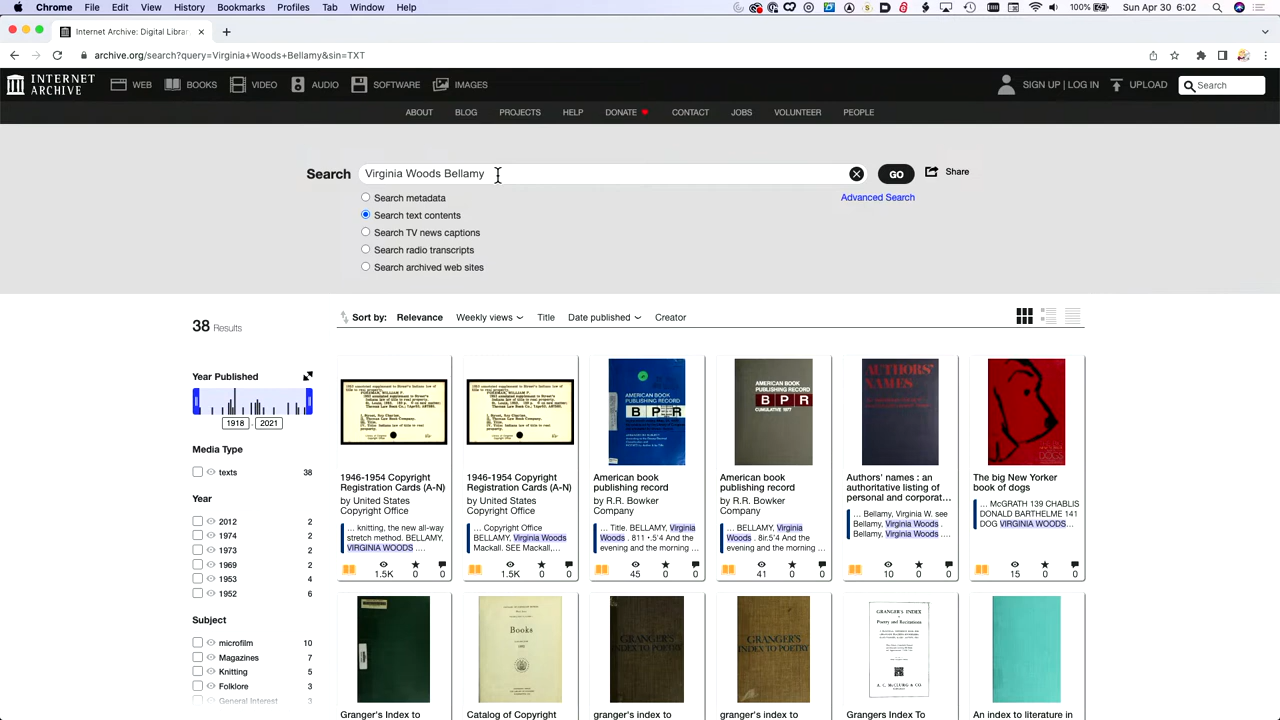 Chrome File Edit View History Bookmarks Profiles Tab Window Help 100% Sun Apr 30 6:02
Internet Archive: Digital Librar
archive.org/search?query=Virginia+Woods+Bellamy&sin=TXT
INTERNET ARCHIVE WEB BOOKS VIDEO AUDIO SOFTWARE IMAGES SIGN UP | LOG IN UPLOAD Search
ABOUT BLOG PROJECTS HELP DONATE CONTACT JOBS VOLUNTEER PEOPLE
Search Virginia Woods Bellamy GO Share
Search metadata Advanced Search
Search text contents
Search TV news captions
Search radio transcripts
Search archived web sites
38 Results
Sort by: Relevance Weekly views Title Date published Creator
Year Published
1918 - 2021
Media Type
texts 38
Year
2012 2
1974 2
1973 2
1969 2
1953 4
1952 6
Subject
microfilm 10
Magazines 7
Knitting 5
Folklore 3
General Interest 3
1946-1954 Copyright
Registration Cards (A-N)
by United States
Copyright Office
... knitting, the new all-way
stretch method. BELLAMY,
VIRGINIA WOODS ....
1.5K 0 0
1946-1954 Copyright
Registration Cards (A-N)
by United States
Copyright Office
... Copyright Office
BELLAMY, Virginia Woods
Mackall. SEE Mackall,...
1.5K 0 0
AMERICAN BOOK
PUBLISHING RECORD
BPR
American book
publishing record
by R.R. Bowker
Company
... Title. BELLAMY, Virginia
Woods . 811 ›.5'4 And the
evening and the morning ...
45 0 0
AMERICAN BOOK
PUBLISHING RECORD
B P R
CUMULATIVE 1977
American book
publishing record
by R.R. Bowker
Company
... BELLAMY, Virginia
Woods . 8ir.5'4 And the
evening and the morning ...
41 0 0
AUTHORS'
NAMES
Authors' names : an
authoritative listing of
personal and corporat...
... Bellamy, Virginia W. see
Bellamy, Virginia Woods .
Bellamy, Virginia Woods ....
10 0 0
The big New Yorker
book of dogs
... McGRATH 139 CHABLIS
DONALD BARTHELME 141
DOG VIRGINIA WOODS...
15 0 0
Granger's Index to
Books
Catalog of Copyright
GRANGER'S
INDEX TO POETRY
granger's index to
GRANGER'S
INDEX TO POETRY
granger's index to
GRANGER'S INDEX
Poetry and Recitations
A. C. McCLURG & CO
Grangers Index To
An index to literature in